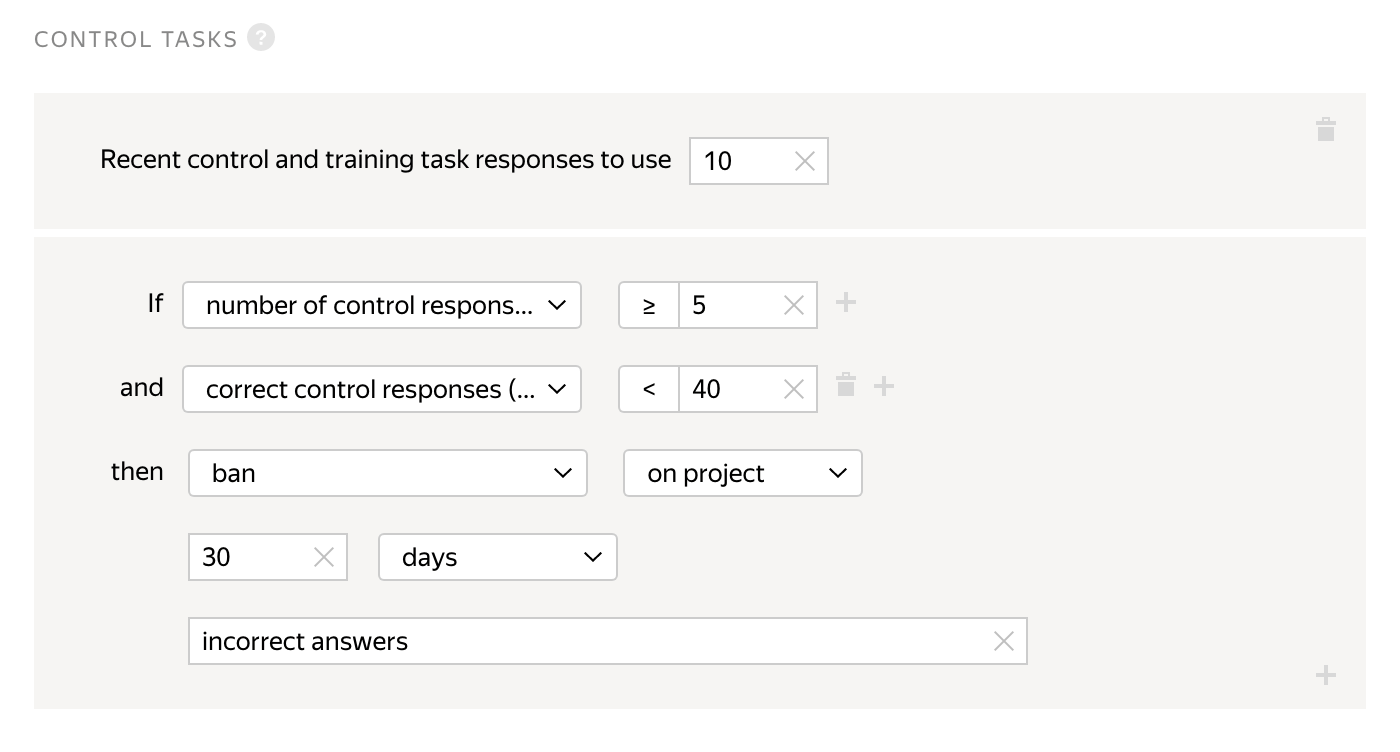 CONTROL TASKS ?
Recent control and training task responses to use 10
If number of control respons... ≥ 5
and correct control responses (... < 40
then ban on project
30 days
incorrect answers